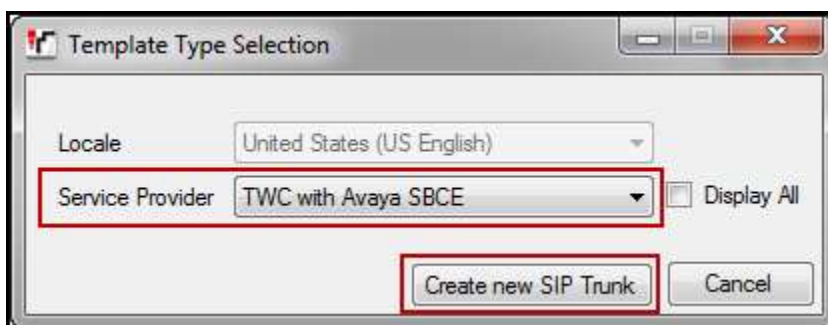 Template Type Selection
Locale United States (US English)
Service Provider TWC with Avaya SBCE Display All
Create new SIP Trunk Cancel